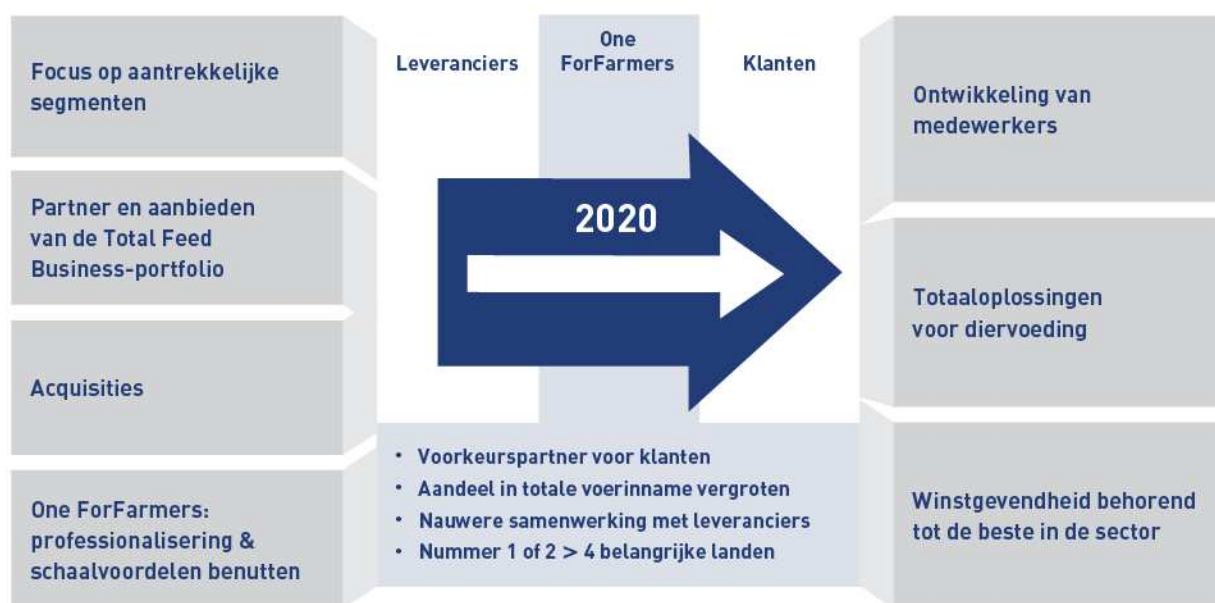 Focus op aantrekkelijke
segmenten
Partner en aanbieden
van de Total Feed
Business-portfolio
Acquisities
One ForFarmers:
professionalisering &
schaalvoordelen benutten
Leveranciers
One
ForFarmers
Klanten
2020
• Voorkeurspartner voor klanten
• Aandeel in totale voerinname vergroten
• Nauwere samenwerking met leveranciers
• Nummer 1 of 2 > 4 belangrijke landen
Ontwikkeling van
medewerkers
Totaaloplossingen
voor diervoeding
Winstgevendheid behorend
tot de beste in de sector